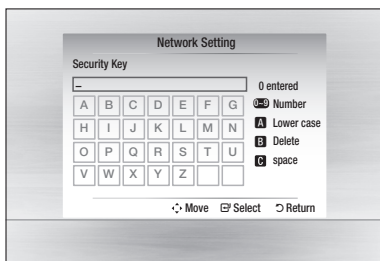 Network Setting
Security Key
_ 0 entered
A B C D E F G 0~9 Number
H I J K L M N A Lower case
O P Q R S T U B Delete
V W X Y Z C space
Move Select Return